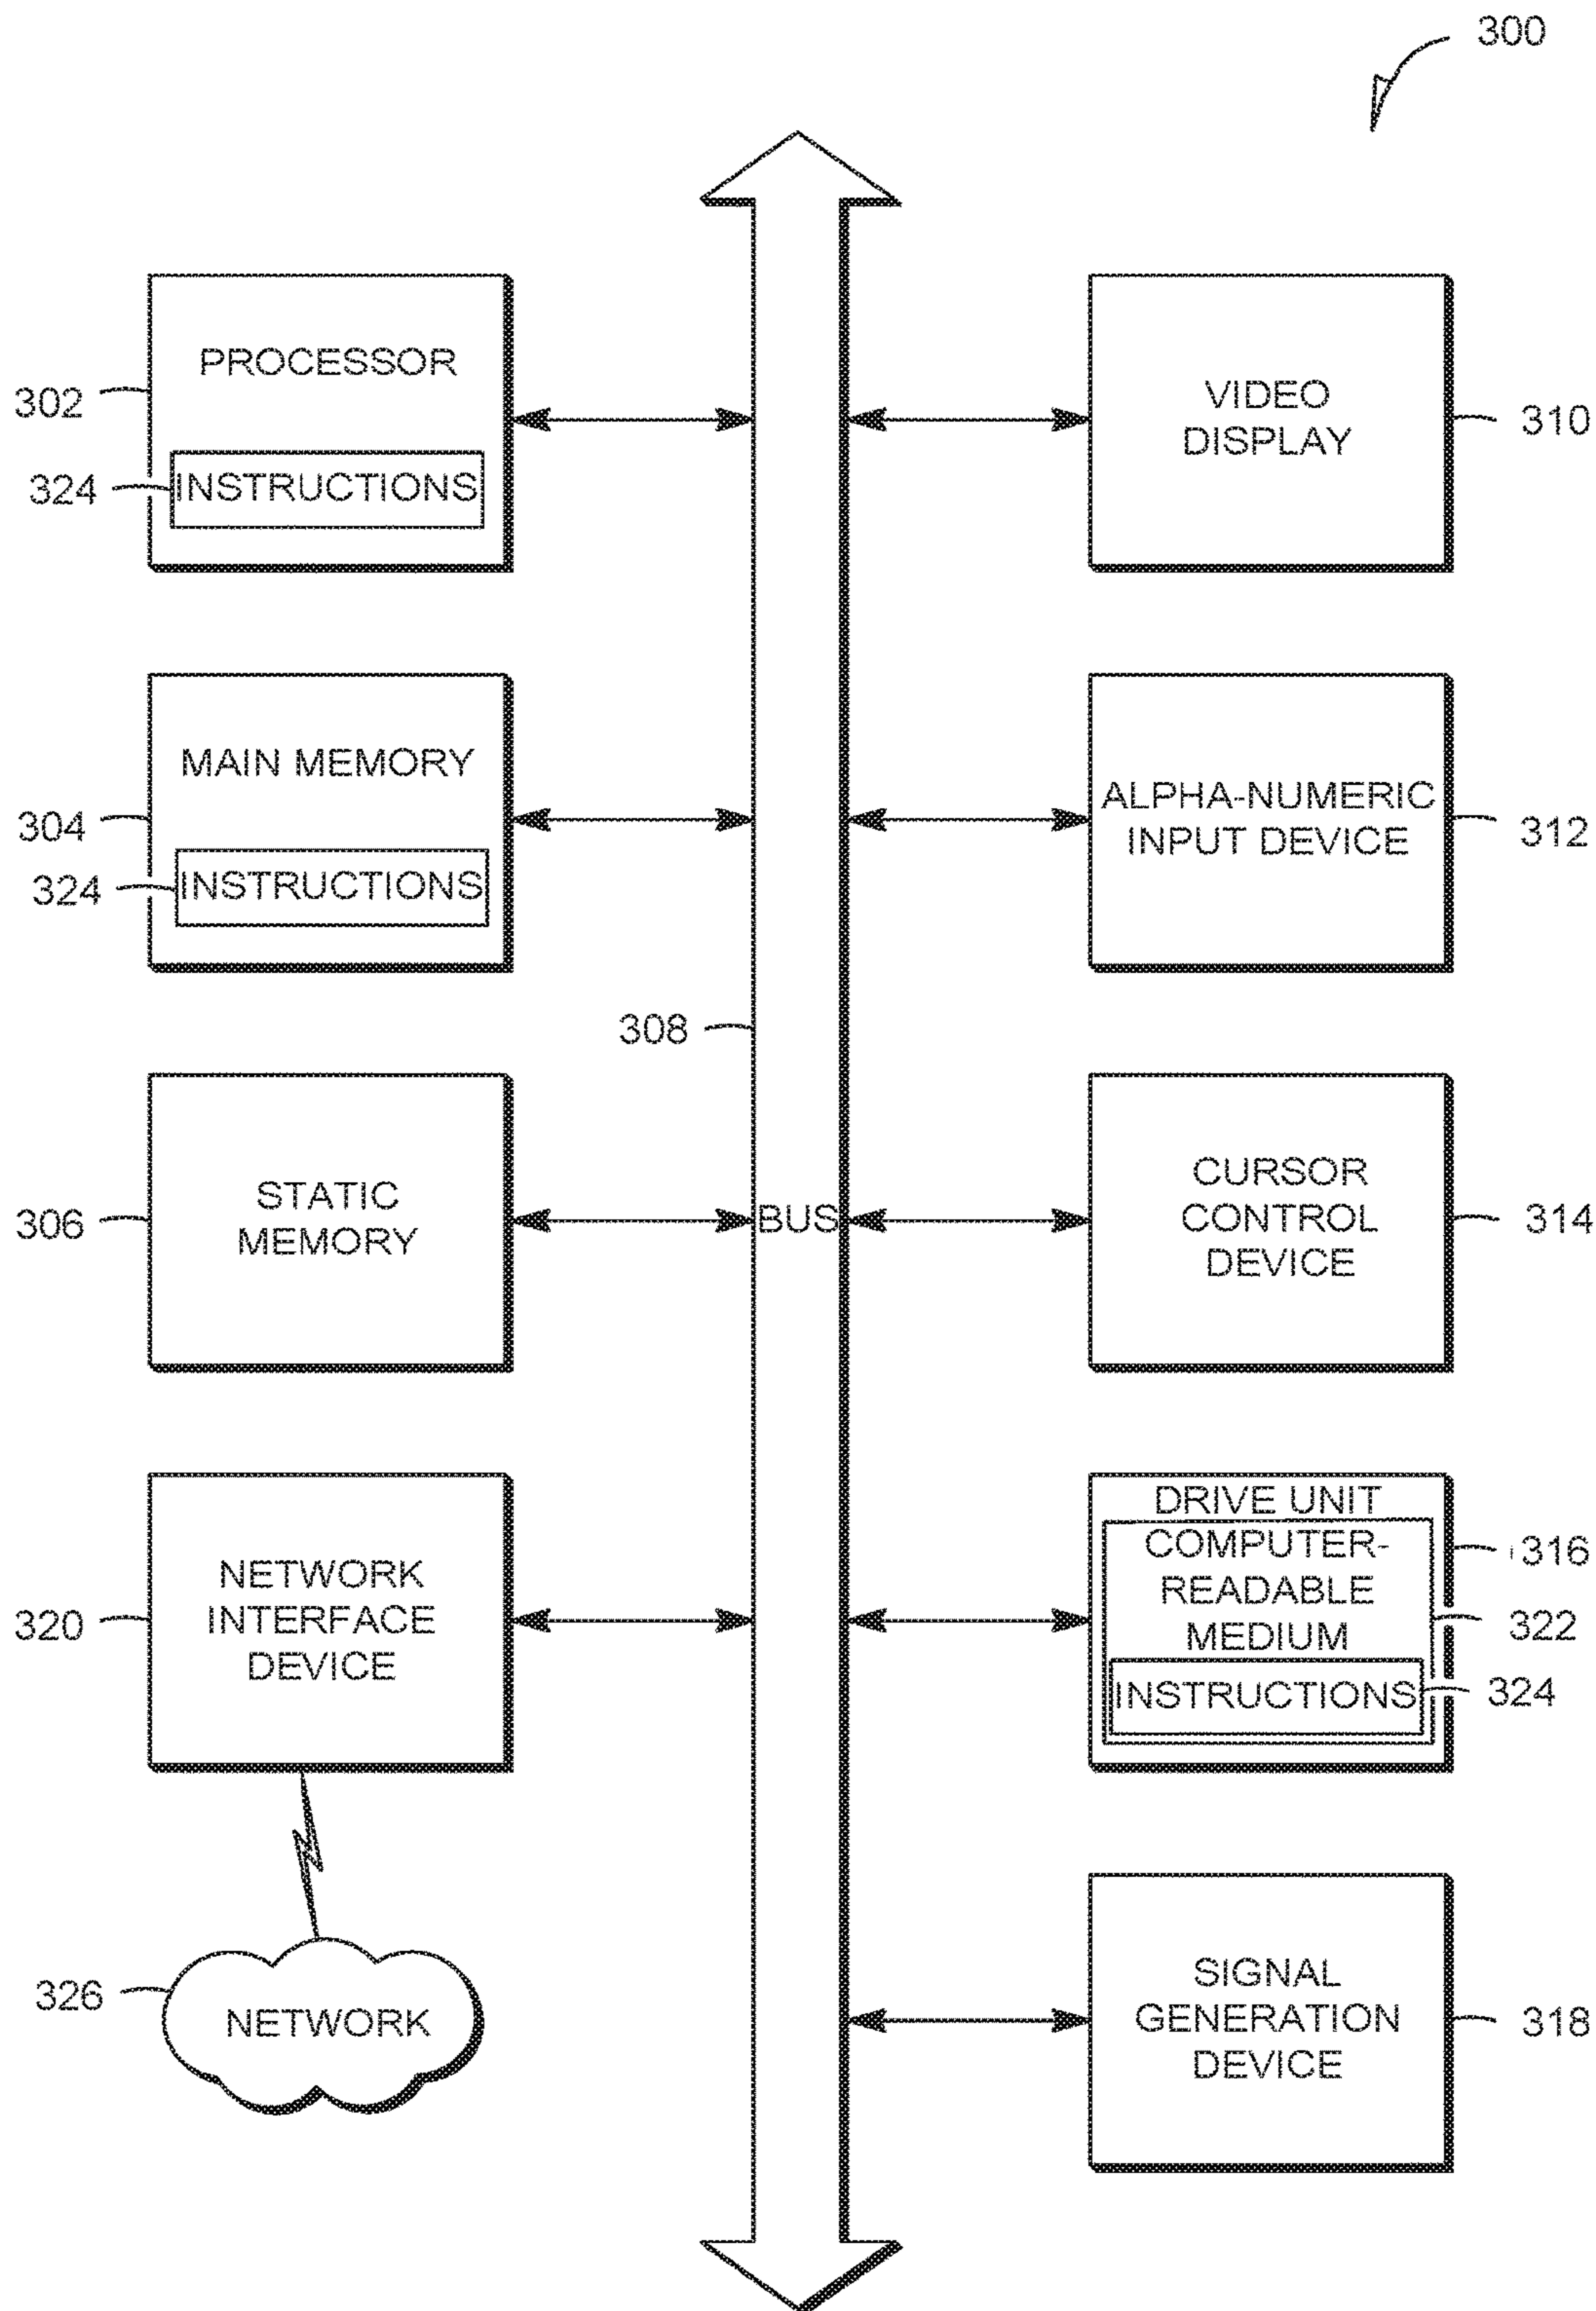 300
PROCESSOR
302
324
INSTRUCTIONS
VIDEO
DISPLAY
310
MAIN MEMORY
304
324
INSTRUCTIONS
ALPHA-NUMERIC
INPUT DEVICE
312
308
STATIC
MEMORY
306
BUS
CURSOR
CONTROL
DEVICE
314
NETWORK
INTERFACE
DEVICE
320
DRIVE UNIT
COMPUTER-
READABLE
MEDIUM
INSTRUCTIONS
316
322
324
326
NETWORK
SIGNAL
GENERATION
DEVICE
318